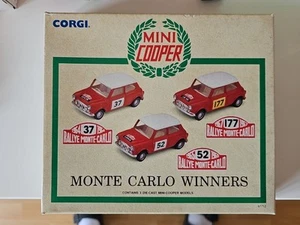 CORGI
MINI
COOPER
37
177
52
37
RALLYE MONTE-CARLO
177
RALLYE MONTE-CARLO
52
RALLYE MONTE-CARLO
MONTE CARLO WINNERS
CONTAINS 3 DIE-CAST MINI-COOPER MODELS